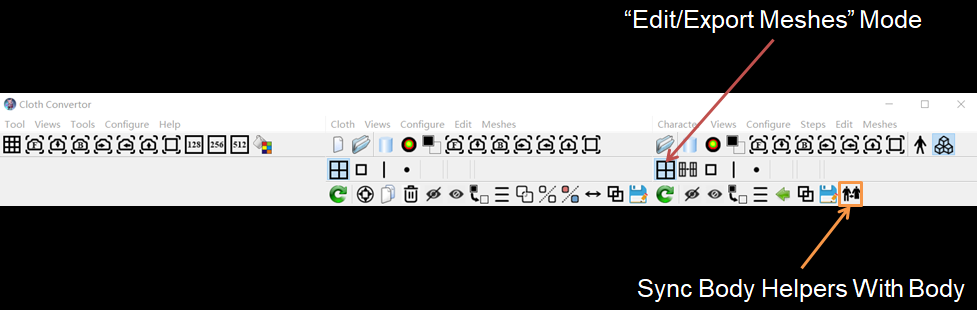 “Edit/Export Meshes” Mode
Cloth Convertor
Tool Views Tools Configure Help
Cloth Views Configure Edit Meshes
Character Views Configure Steps Edit Meshes
F B 128 256 512
F B
F B
Sync Body Helpers With Body